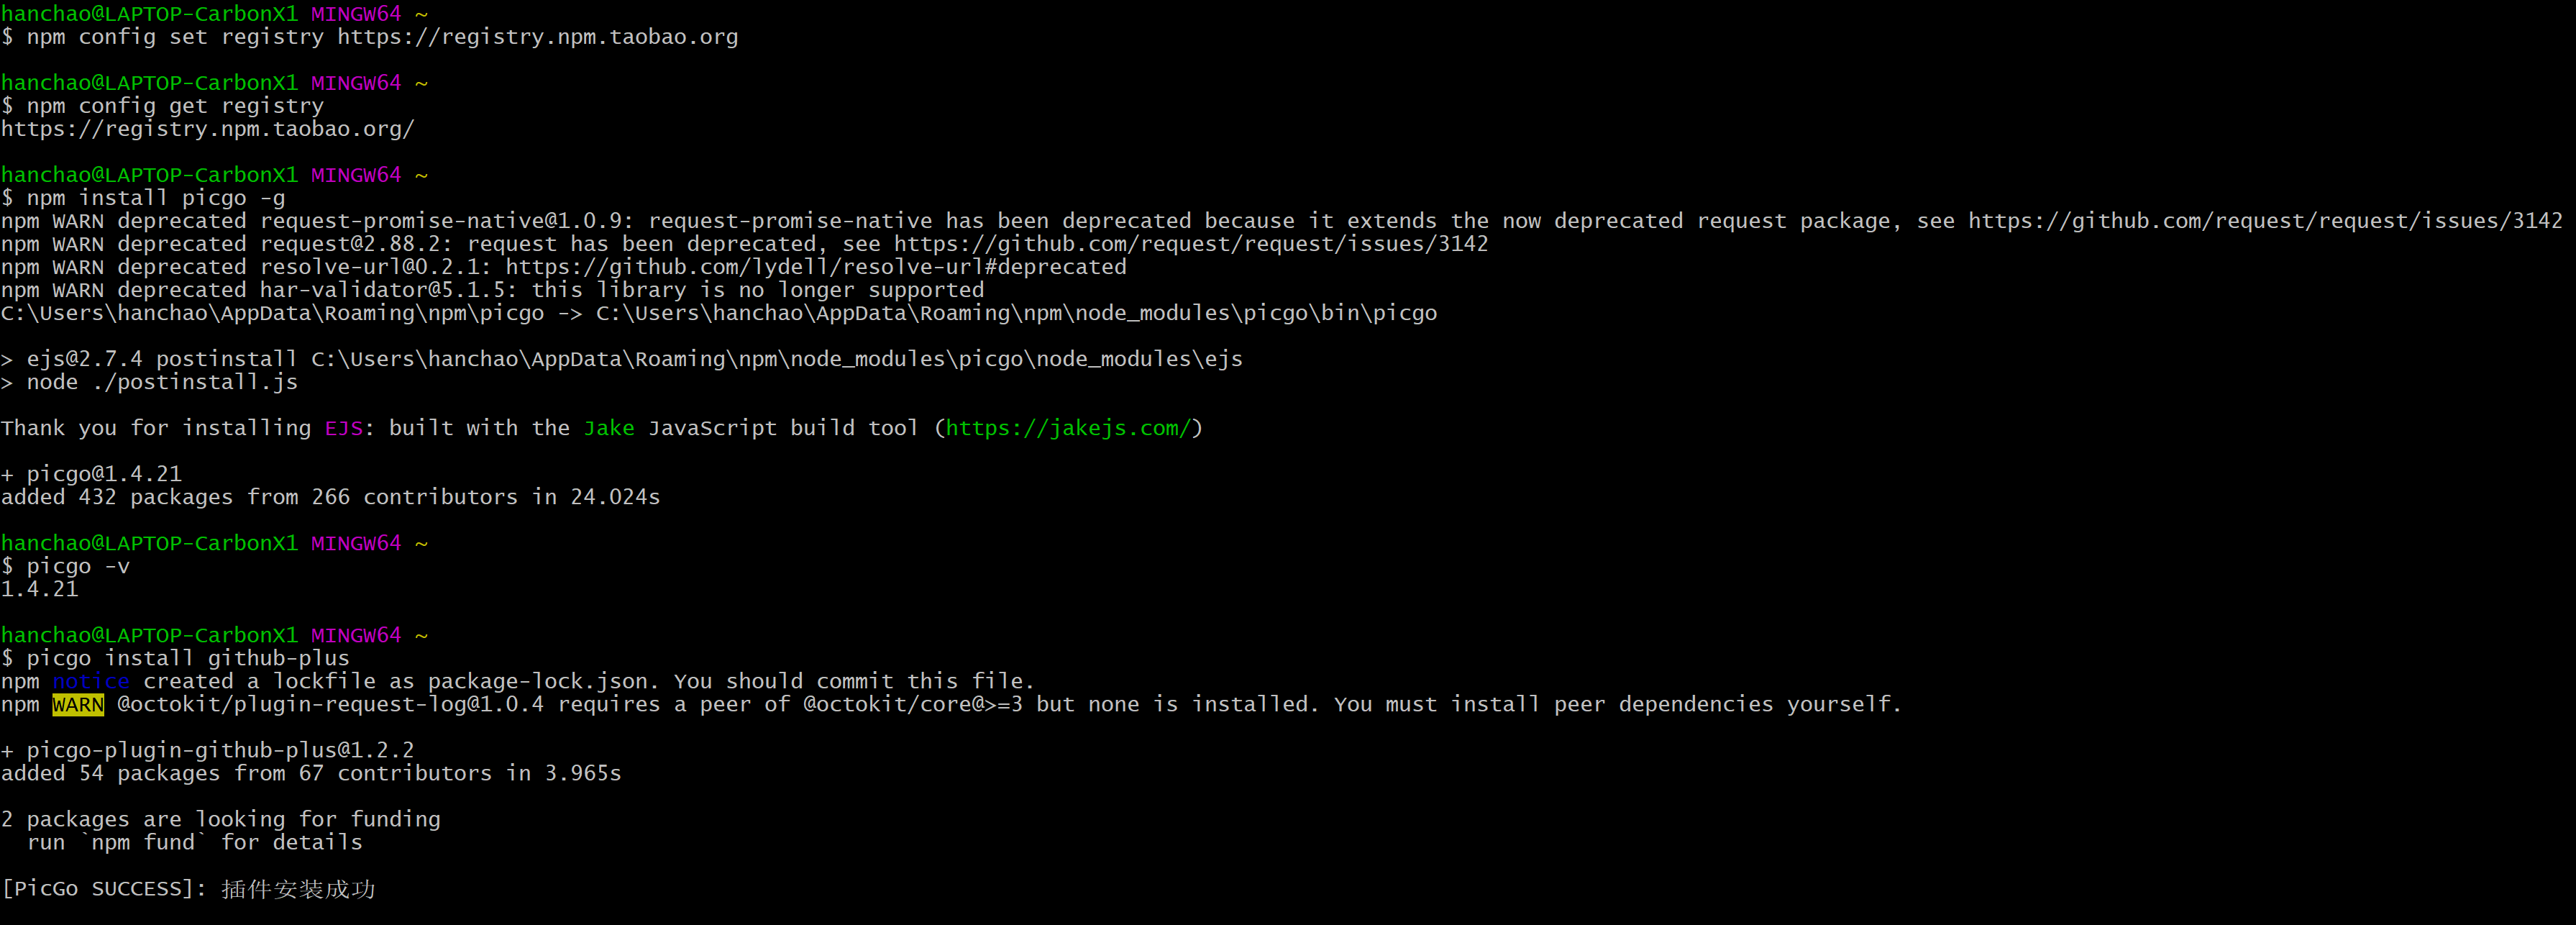 hanchao@LAPTOP-CarbonX1 MINGW64 ~
$ npm config set registry https://registry.npm.taobao.org
hanchao@LAPTOP-CarbonX1 MINGW64 ~
$ npm config get registry
https://registry.npm.taobao.org/
hanchao@LAPTOP-CarbonX1 MINGW64 ~
$ npm install picgo -g
npm WARN deprecated request-promise-native@1.0.9: request-promise-native has been deprecated because it extends the now deprecated request package, see https://github.com/request/request/issues/3142
npm WARN deprecated request@2.88.2: request has been deprecated, see https://github.com/request/request/issues/3142
npm WARN deprecated resolve-url@0.2.1: https://github.com/lydell/resolve-url#deprecated
npm WARN deprecated har-validator@5.1.5: this library is no longer supported
C:\Users\hanchao\AppData\Roaming\npm\picgo -> C:\Users\hanchao\AppData\Roaming\npm\node_modules\picgo\bin\picgo
> ejs@2.7.4 postinstall C:\Users\hanchao\AppData\Roaming\npm\node_modules\picgo\node_modules\ejs
> node ./postinstall.js
Thank you for installing EJS: built with the Jake JavaScript build tool (https://jakejs.com/)
+ picgo@1.4.21
added 432 packages from 266 contributors in 24.024s
hanchao@LAPTOP-CarbonX1 MINGW64 ~
$ picgo -v
1.4.21
hanchao@LAPTOP-CarbonX1 MINGW64 ~
$ picgo install github-plus
npm notice created a lockfile as package-lock.json. You should commit this file.
npm WARN @octokit/plugin-request-log@1.0.4 requires a peer of @octokit/core@>=3 but none is installed. You must install peer dependencies yourself.
+ picgo-plugin-github-plus@1.2.2
added 54 packages from 67 contributors in 3.965s
2 packages are looking for funding
  run `npm fund` for details
[PicGo SUCCESS]: 插件安装成功